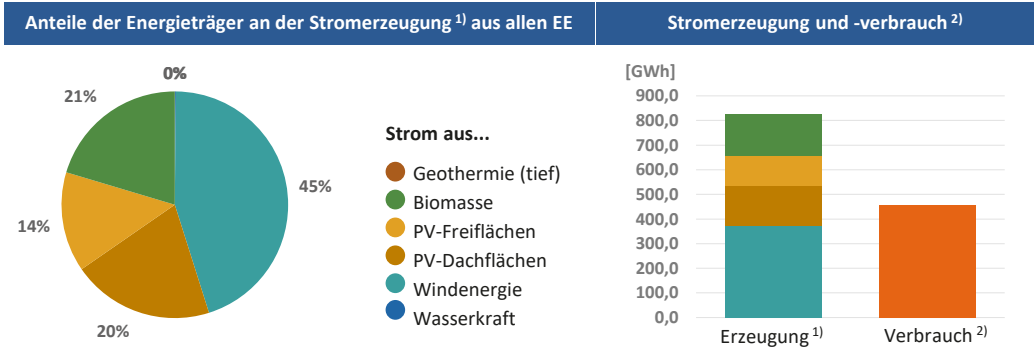 Anteile der Energieträger an der Stromerzeugung 1) aus allen EE
0%
21%
45%
14%
20%
Strom aus...
Geothermie (tief)
Biomasse
PV-Freiflächen
PV-Dachflächen
Windenergie
Wasserkraft
Stromerzeugung und -verbrauch 2)
[GWh]
900,0
800,0
700,0
600,0
500,0
400,0
300,0
200,0
100,0
0,0
Erzeugung 1)
Verbrauch 2)